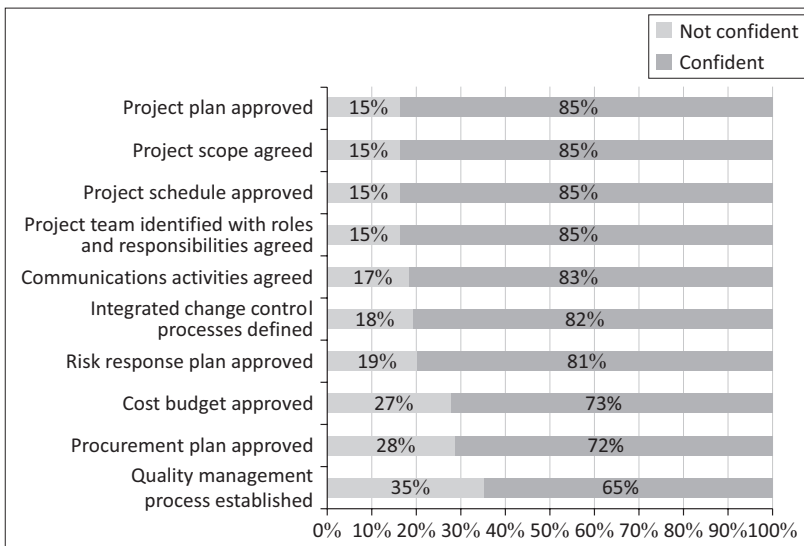 Not confident
Confident
Project plan approved 15% 85%
Project scope agreed 15% 85%
Project schedule approved 15% 85%
Project team identified with roles
and responsibilities agreed 15% 85%
Communications activities agreed 17% 83%
Integrated change control
processes defined 18% 82%
Risk response plan approved 19% 81%
Cost budget approved 27% 73%
Procurement plan approved 28% 72%
Quality management
process established 35% 65%
0% 10% 20% 30% 40% 50% 60% 70% 80% 90% 100%